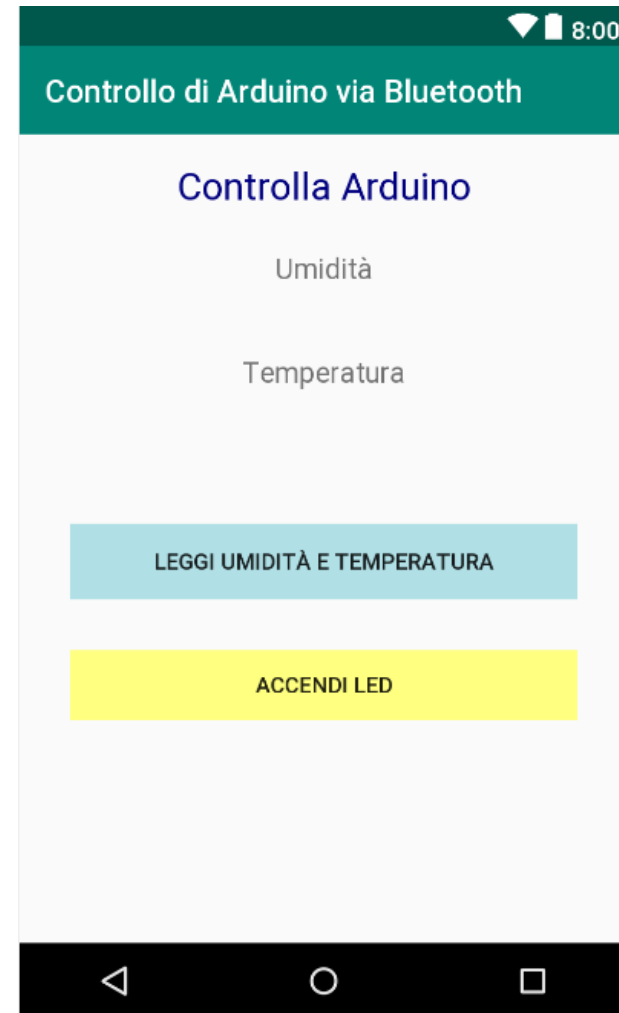 8:00
Controllo di Arduino via Bluetooth
Controlla Arduino
Umidità
Temperatura
LEGGI UMIDITÀ E TEMPERATURA
ACCENDI LED